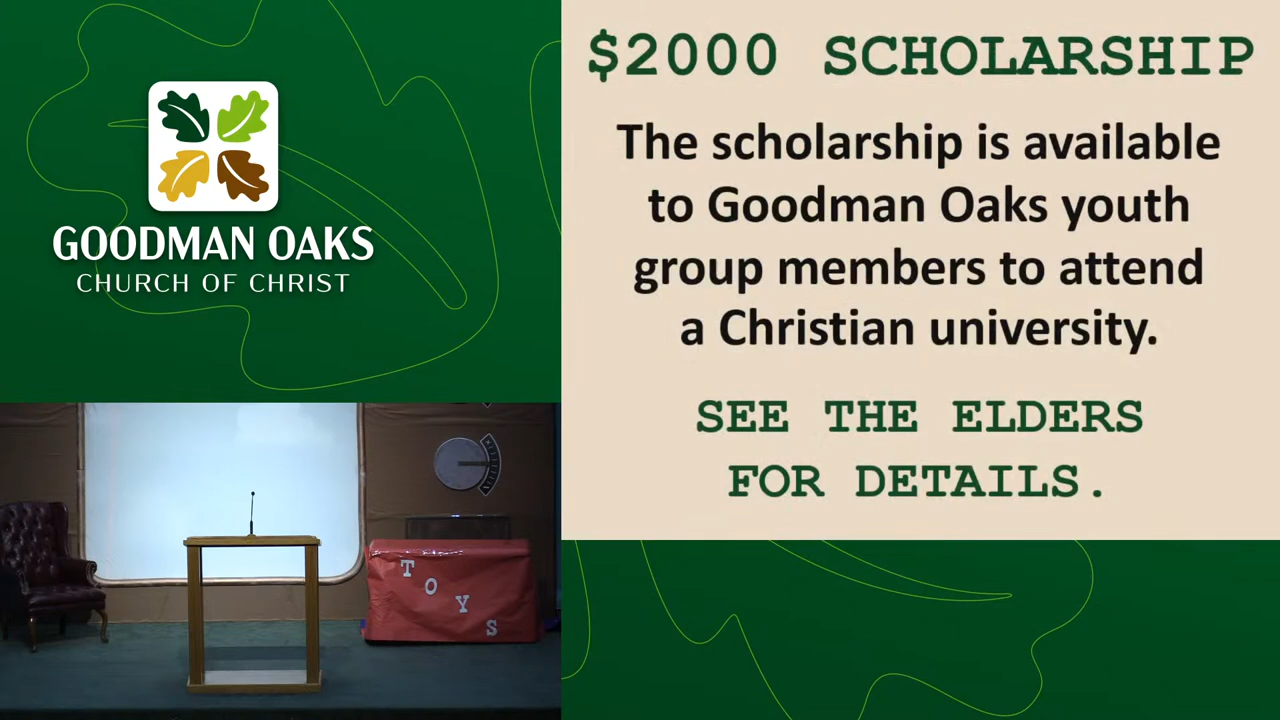 GOODMAN OAKS
CHURCH OF CHRIST
$2000 SCHOLARSHIP
The scholarship is available
to Goodman Oaks youth
group members to attend
a Christian university.
SEE THE ELDERS
FOR DETAILS.
TOYS